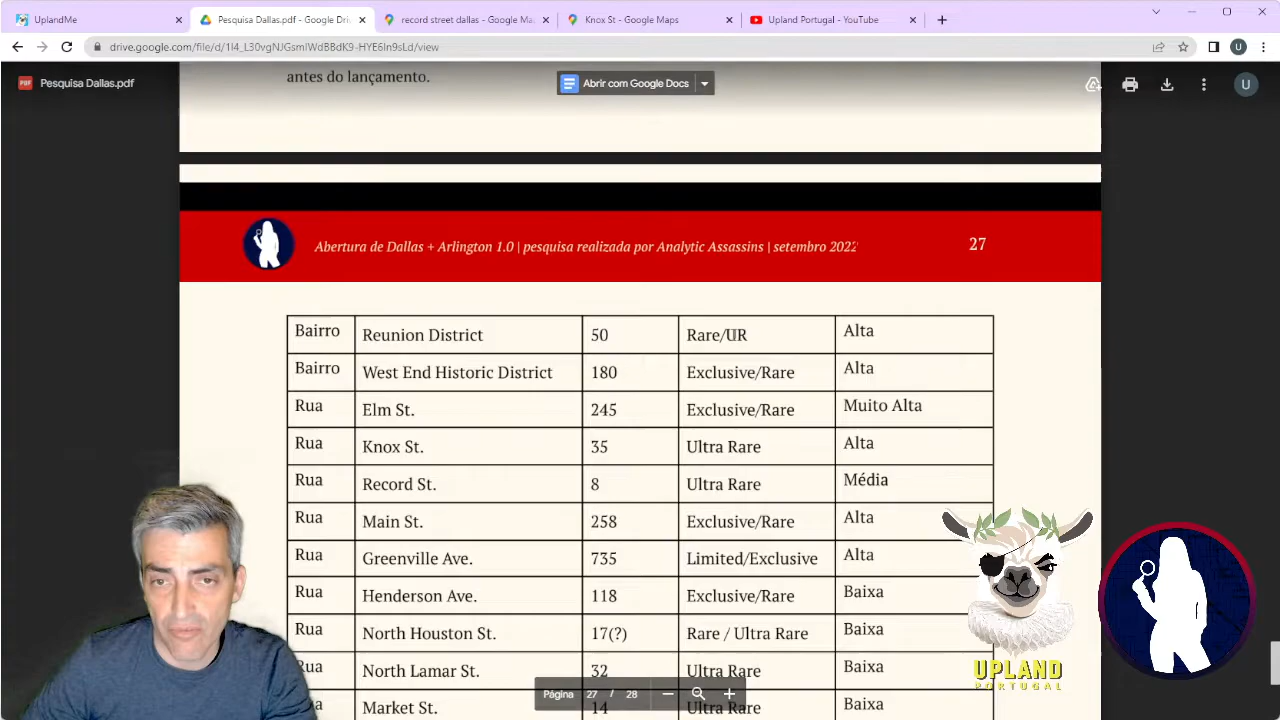 UplandMe
Pesquisa Dallas.pdf - Google Dri
record street dallas - Google Ma
Knox St - Google Maps
Upland Portugal - YouTube
drive.google.com/file/d/1I4_L30vgNJGsmIWdBBdK9-HYE6In9sLd/view
U
PDF
Pesquisa Dallas.pdf
Abrir com Google Docs
U
antes do lançamento.
Abertura de Dallas + Arlington 1.0 | pesquisa realizada por Analytic Assassins | setembro 2022
27
Bairro Reunion District 50 Rare/UR Alta
Bairro West End Historic District 180 Exclusive/Rare Alta
Rua Elm St. 245 Exclusive/Rare Muito Alta
Rua Knox St. 35 Ultra Rare Alta
Rua Record St. 8 Ultra Rare Média
Rua Main St. 258 Exclusive/Rare Alta
Rua Greenville Ave. 735 Limited/Exclusive Alta
Rua Henderson Ave. 118 Exclusive/Rare Baixa
Rua North Houston St. 17(?) Rare / Ultra Rare Baixa
Rua North Lamar St. 32 Ultra Rare Baixa
Market St. 14 Ultra Rare Baixa
Página 27 / 28
UPLAND
PORTUGAL